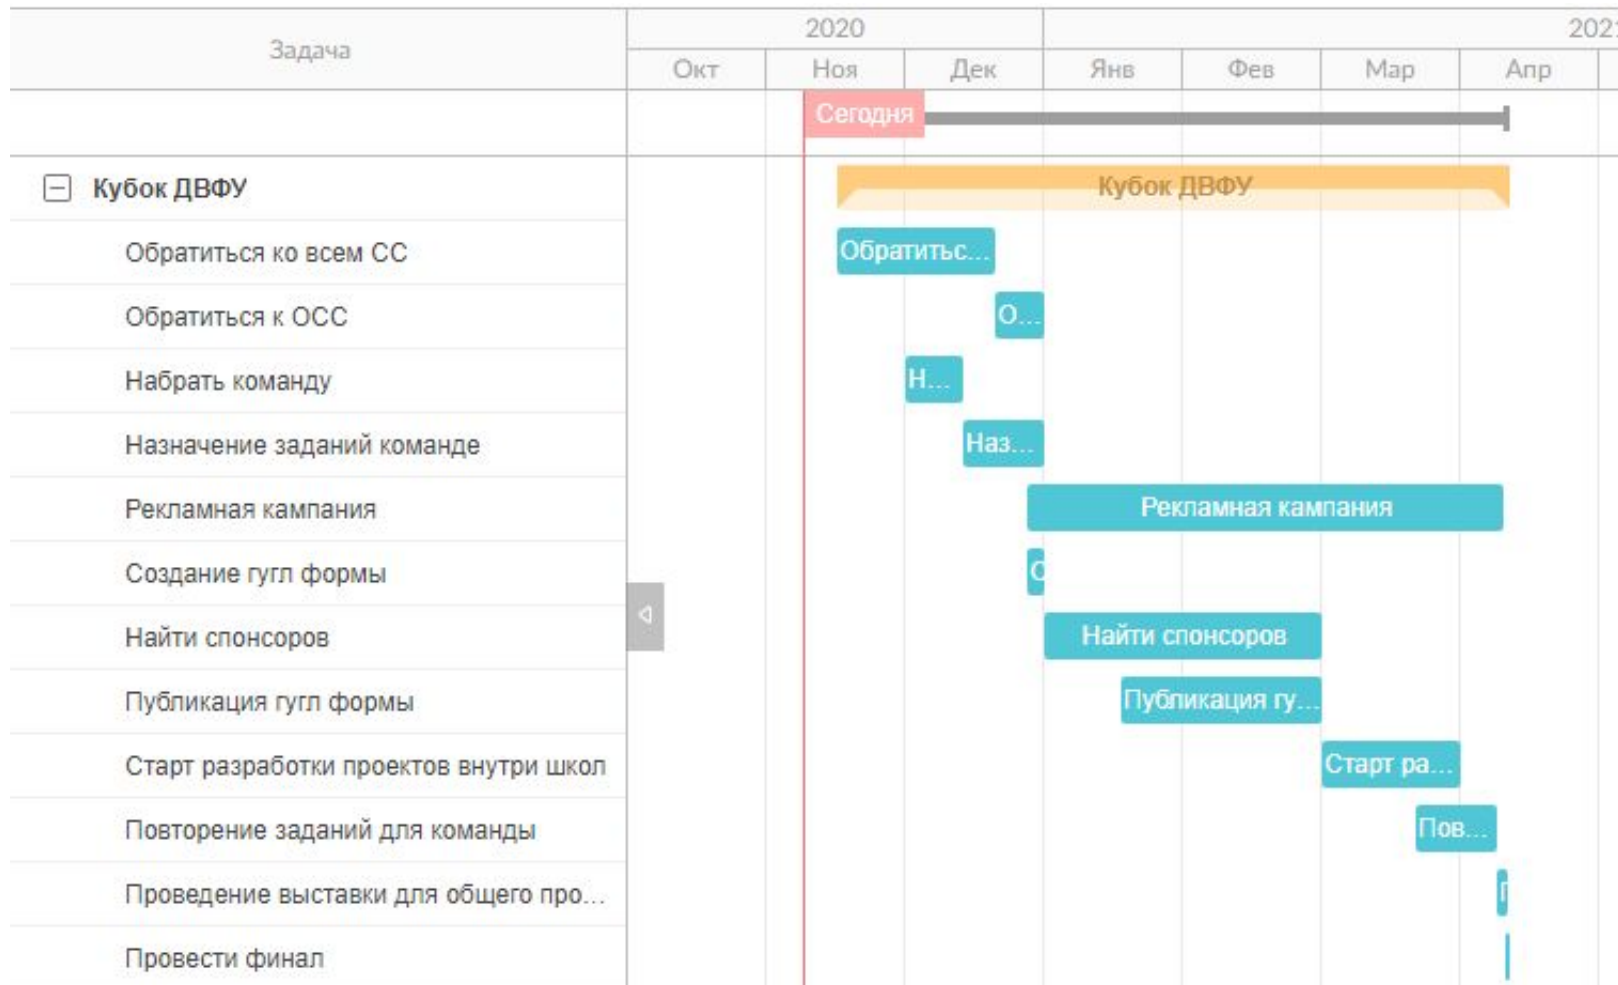 Задача
2020
2021
Окт Ноя Дек Янв Фев Мар Апр
Сегодня
Кубок ДВФУ Кубок ДВФУ
Обратиться ко всем СС Обратитьс...
Обратиться к ОСС О...
Набрать команду Н...
Назначение заданий команде Наз...
Рекламная кампания Рекламная кампания
Создание гугл формы С
Найти спонсоров Найти спонсоров
Публикация гугл формы Публикация гу...
Старт разработки проектов внутри школ Старт ра...
Повторение заданий для команды Пов...
Проведение выставки для общего про... П
Провести финал